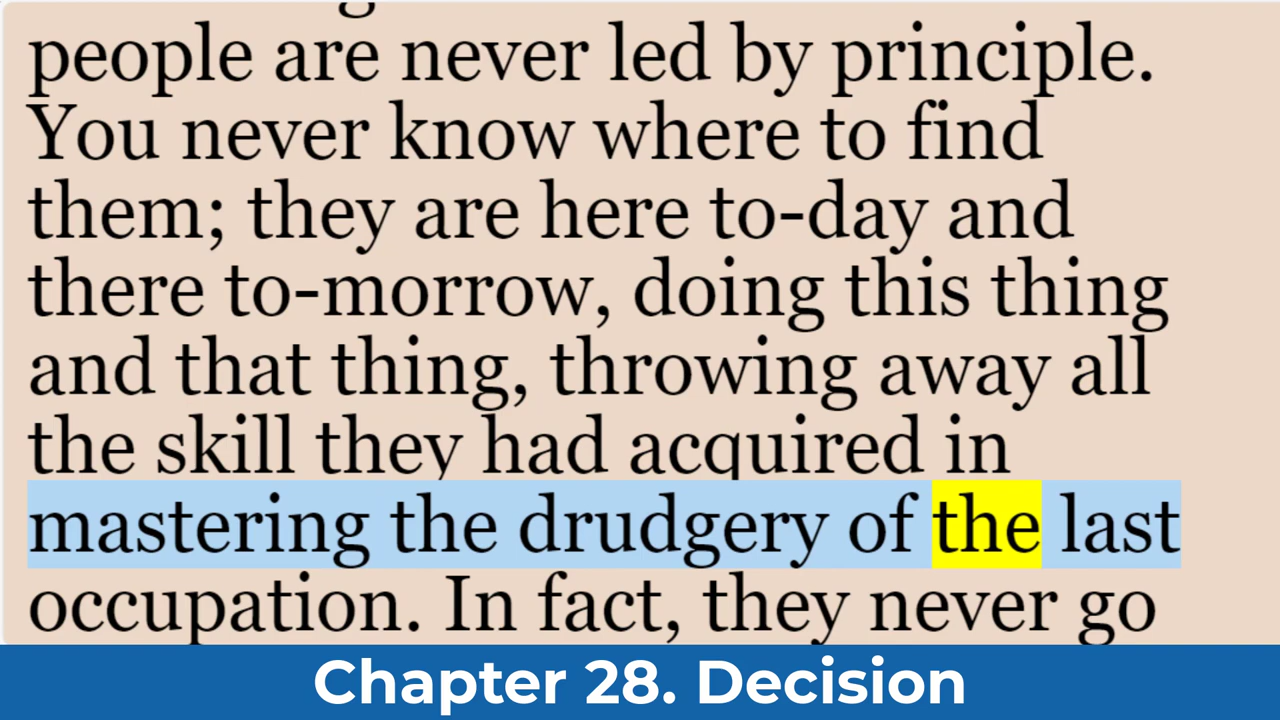 people are never led by principle.
You never know where to find
them; they are here to-day and
there to-morrow, doing this thing
and that thing, throwing away all
the skill they had acquired in
mastering the drudgery of the last
occupation. In fact, they never go
Chapter 28. Decision